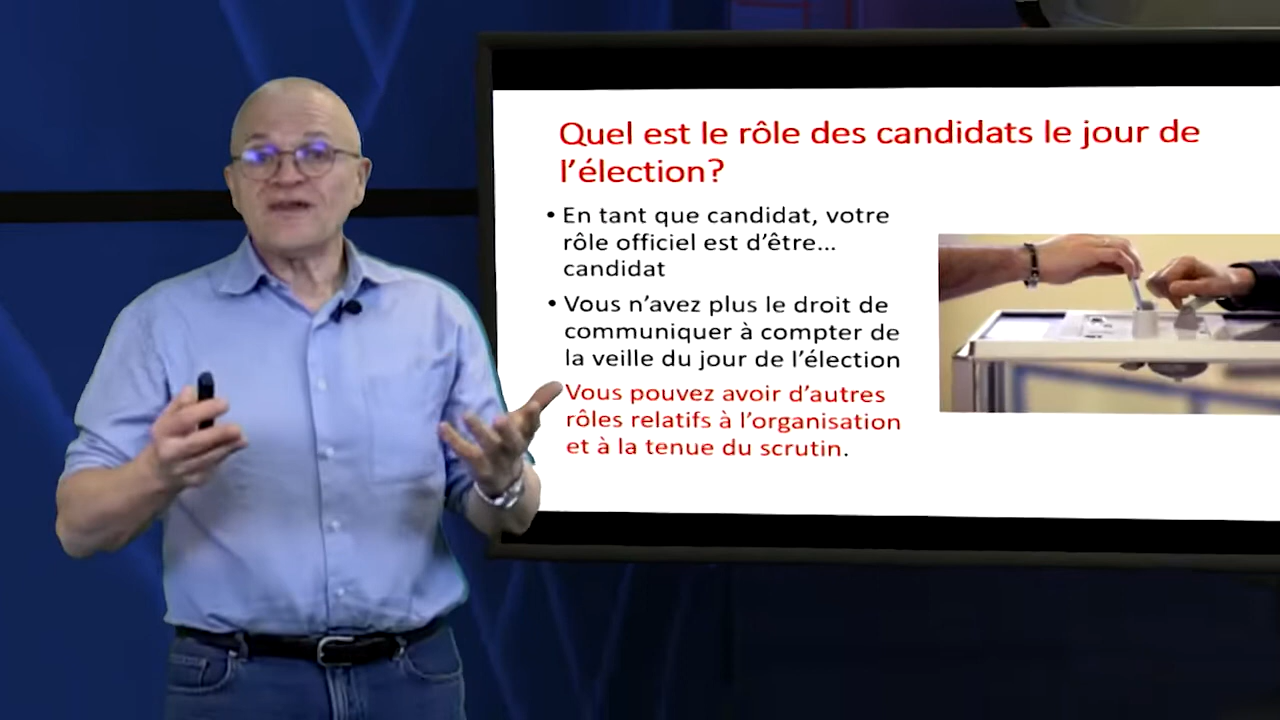 Quel est le rôle des candidats le jour de
l'élection?
• En tant que candidat, votre
rôle officiel est d'être...
candidat
• Vous n'avez plus le droit de
communiquer à compter de
la veille du jour de l'élection
Vous pouvez avoir d'autres
rôles relatifs à l'organisation
et à la tenue du scrutin.